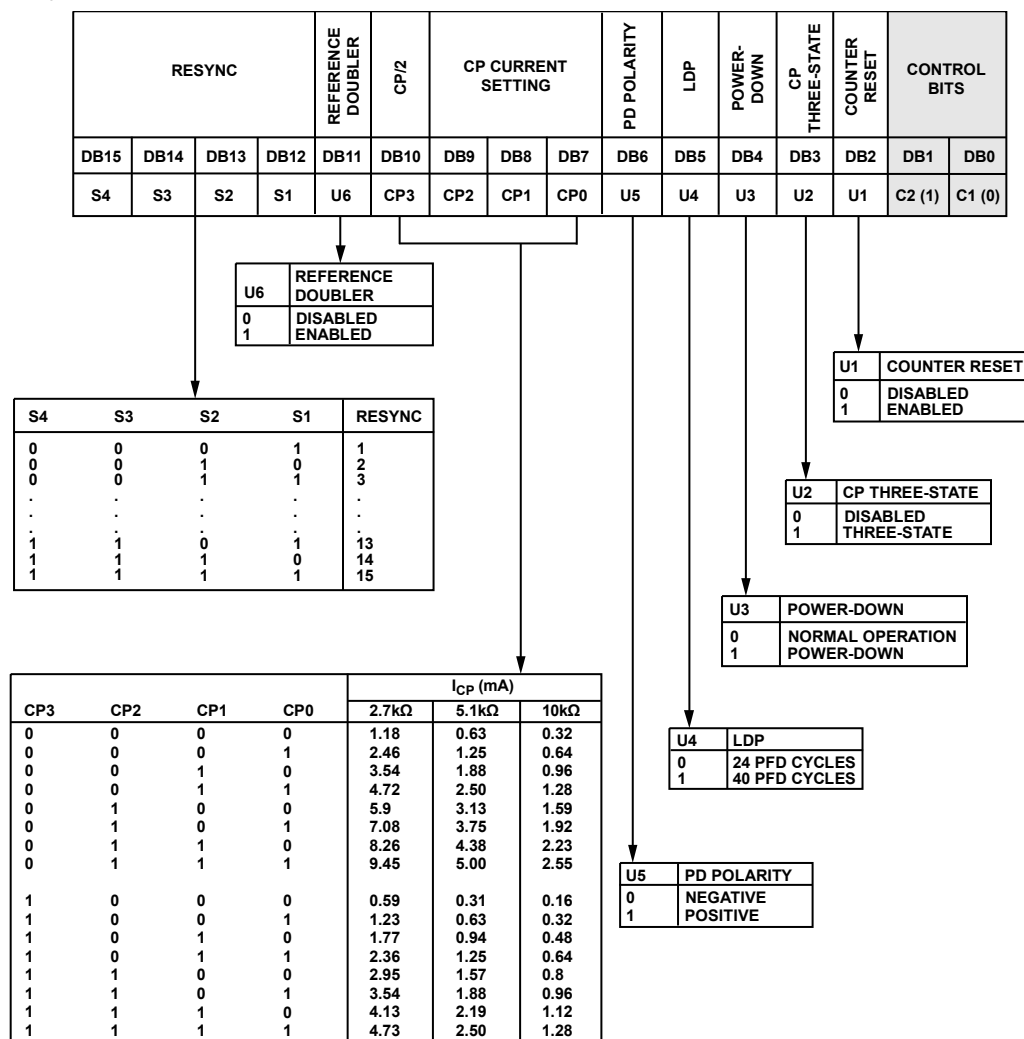 RESYNC
REFERENCE
DOUBLER
CP/2
CP CURRENT
SETTING
PD POLARITY
LDP
POWER-
DOWN
CP
THREE-STATE
COUNTER
RESET
CONTROL
BITS
DB15 DB14 DB13 DB12 DB11 DB10 DB9 DB8 DB7 DB6 DB5 DB4 DB3 DB2 DB1 DB0
S4 S3 S2 S1 U6 CP3 CP2 CP1 CP0 U5 U4 U3 U2 U1 C2 (1) C1 (0)
U6 REFERENCE
DOUBLER
0 DISABLED
1 ENABLED
U1 COUNTER RESET
0 DISABLED
1 ENABLED
S4 S3 S2 S1 RESYNC
0 0 0 1 1
0 0 1 0 2
0 0 1 1 3
. . . . .
. . . . .
. . . . .
1 1 0 1 13
1 1 1 0 14
1 1 1 1 15
U2 CP THREE-STATE
0 DISABLED
1 THREE-STATE
U3 POWER-DOWN
0 NORMAL OPERATION
1 POWER-DOWN
U4 LDP
0 24 PFD CYCLES
1 40 PFD CYCLES
U5 PD POLARITY
0 NEGATIVE
1 POSITIVE
ICP (mA)
CP3 CP2 CP1 CP0 2.7kΩ 5.1kΩ 10kΩ
0 0 0 0 1.18 0.63 0.32
0 0 0 1 2.46 1.25 0.64
0 0 1 0 3.54 1.88 0.96
0 0 1 1 4.72 2.50 1.28
0 1 0 0 5.9 3.13 1.59
0 1 0 1 7.08 3.75 1.92
0 1 1 0 8.26 4.38 2.23
0 1 1 1 9.45 5.00 2.55
1 0 0 0 0.59 0.31 0.16
1 0 0 1 1.23 0.63 0.32
1 0 1 0 1.77 0.94 0.48
1 0 1 1 2.36 1.25 0.64
1 1 0 0 2.95 1.57 0.8
1 1 0 1 3.54 1.88 0.96
1 1 1 0 4.13 2.19 1.12
1 1 1 1 4.73 2.50 1.28